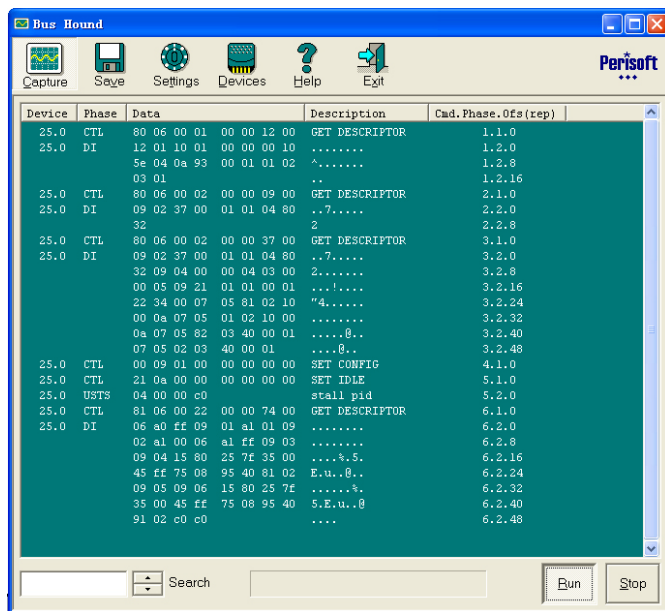 Bus Hound
Capture Save Settings Devices Help Exit Perisoft
Device Phase Data Description Cmd.Phase.Ofs(rep)
25.0 CTL 80 06 00 01 00 00 12 00 GET DESCRIPTOR 1.1.0
25.0 DI 12 01 10 01 00 00 00 10 ........ 1.2.0
5e 04 0a 93 00 01 01 02 ^....... 1.2.8
03 01 .. 1.2.16
25.0 CTL 80 06 00 02 00 00 09 00 GET DESCRIPTOR 2.1.0
25.0 DI 09 02 37 00 01 01 04 80 ..7..... 2.2.0
32 2 2.2.8
25.0 CTL 80 06 00 02 00 00 37 00 GET DESCRIPTOR 3.1.0
25.0 DI 09 02 37 00 01 01 04 80 ..7..... 3.2.0
32 09 04 00 00 04 03 00 2....... 3.2.8
00 05 09 21 01 01 00 01 ...!.... 3.2.16
22 34 00 07 05 81 02 10 "4...... 3.2.24
00 0a 07 05 01 02 10 00 ........ 3.2.32
0a 07 05 82 03 40 00 01 .....@.. 3.2.40
07 05 02 03 40 00 01 ....@.. 3.2.48
25.0 CTL 00 09 01 00 00 00 00 00 SET CONFIG 4.1.0
25.0 CTL 21 0a 00 00 00 00 00 00 SET IDLE 5.1.0
25.0 USTS 04 00 00 c0 stall pid 5.2.0
25.0 CTL 81 06 00 22 00 00 74 00 GET DESCRIPTOR 6.1.0
25.0 DI 06 a0 ff 09 01 a1 01 09 ........ 6.2.0
02 a1 00 06 a1 ff 09 03 ........ 6.2.8
09 04 15 80 25 7f 35 00 ....%.5. 6.2.16
45 ff 75 08 95 40 81 02 E.u..@.. 6.2.24
09 05 09 06 15 80 25 7f ......%. 6.2.32
35 00 45 ff 75 08 95 40 5.E.u..@ 6.2.40
91 02 c0 c0 .... 6.2.48
Search Run Stop